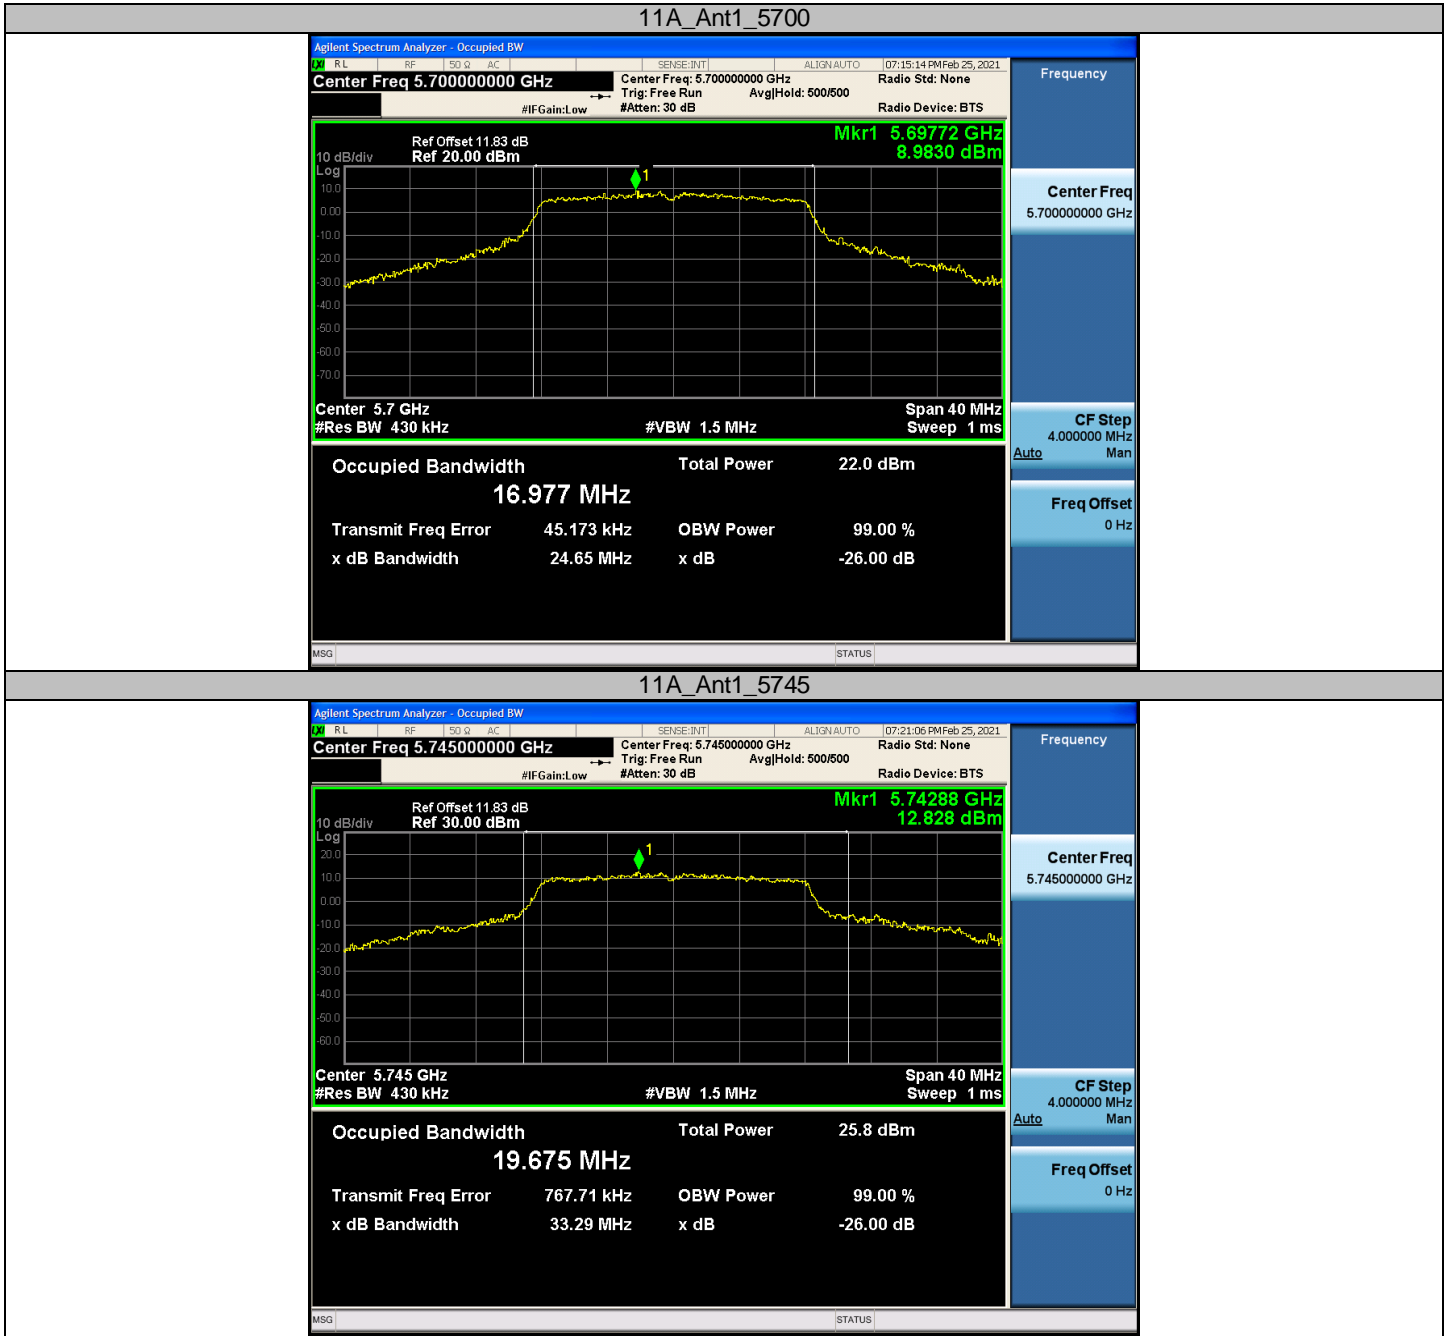 11A_Ant1_5700
Agilent Spectrum Analyzer - Occupied BW
LXI RL RF 50 Ω AC SENSE:INT ALIGN AUTO 07:15:14 PM Feb 25, 2021
Center Freq 5.700000000 GHz
Center Freq: 5.700000000 GHz Radio Std: None
Trig: Free Run Avg|Hold: 500/500
#IFGain:Low #Atten: 30 dB Radio Device: BTS
Frequency
Mkr1 5.69772 GHz
8.9830 dBm
Ref Offset 11.83 dB
10 dB/div Ref 20.00 dBm
Log
10.0
0.00
-10.0
-20.0
-30.0
-40.0
-50.0
-60.0
-70.0
1
Center 5.7 GHz Span 40 MHz
#Res BW 430 kHz #VBW 1.5 MHz Sweep 1 ms
Center Freq
5.700000000 GHz
CF Step
4.000000 MHz
Auto Man
Freq Offset
0 Hz
Occupied Bandwidth Total Power 22.0 dBm
16.977 MHz
Transmit Freq Error 45.173 kHz OBW Power 99.00 %
x dB Bandwidth 24.65 MHz x dB -26.00 dB
MSG STATUS
11A_Ant1_5745
Agilent Spectrum Analyzer - Occupied BW
LXI RL RF 50 Ω AC SENSE:INT ALIGN AUTO 07:21:06 PM Feb 25, 2021
Center Freq 5.745000000 GHz
Center Freq: 5.745000000 GHz Radio Std: None
Trig: Free Run Avg|Hold: 500/500
#IFGain:Low #Atten: 30 dB Radio Device: BTS
Frequency
Mkr1 5.74288 GHz
12.828 dBm
Ref Offset 11.83 dB
10 dB/div Ref 30.00 dBm
Log
20.0
10.0
0.00
-10.0
-20.0
-30.0
-40.0
-50.0
-60.0
1
Center 5.745 GHz Span 40 MHz
#Res BW 430 kHz #VBW 1.5 MHz Sweep 1 ms
Center Freq
5.745000000 GHz
CF Step
4.000000 MHz
Auto Man
Freq Offset
0 Hz
Occupied Bandwidth Total Power 25.8 dBm
19.675 MHz
Transmit Freq Error 767.71 kHz OBW Power 99.00 %
x dB Bandwidth 33.29 MHz x dB -26.00 dB
MSG STATUS